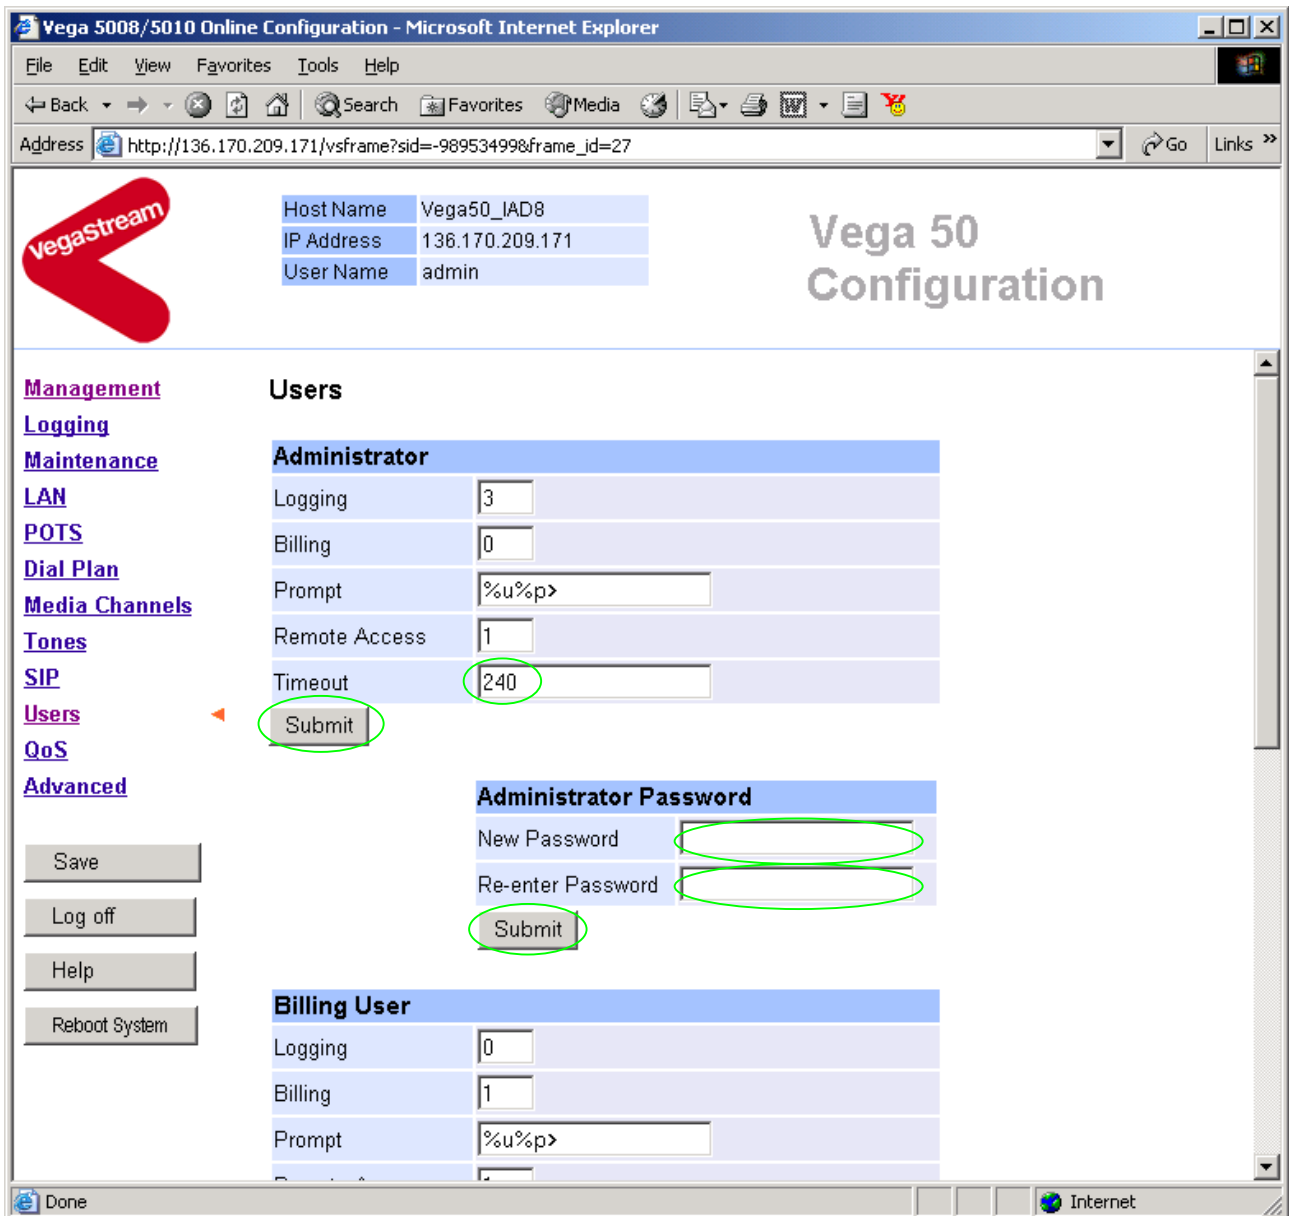 Vega 5008/5010 Online Configuration - Microsoft Internet Explorer
File Edit View Favorites Tools Help
Back Search Favorites Media
Address http://136.170.209.171/vsframe?sid=-98953499&frame_id=27 Go Links »
vegastream
Host Name Vega50_IAD8
IP Address 136.170.209.171
User Name admin
Vega 50
Configuration
Management
Logging
Maintenance
LAN
POTS
Dial Plan
Media Channels
Tones
SIP
Users
QoS
Advanced
Save
Log off
Help
Reboot System
Users
Administrator
Logging 3
Billing 0
Prompt %u%p>
Remote Access 1
Timeout 240
Submit
Administrator Password
New Password
Re-enter Password
Submit
Billing User
Logging 0
Billing 1
Prompt %u%p>
Done Internet